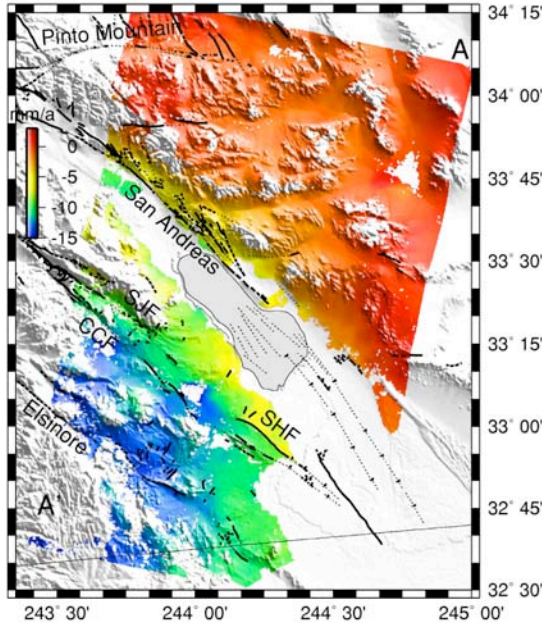 34° 15'
Pinto Mountain
A
34° 00'
mm/a
0
-5
-10
-15
33° 45'
San Andreas
33° 30'
SJF
CCF
33° 15'
Elsinore
SHF
33° 00'
A'
32° 45'
32° 30'
243° 30' 244° 00' 244° 30' 245° 00'